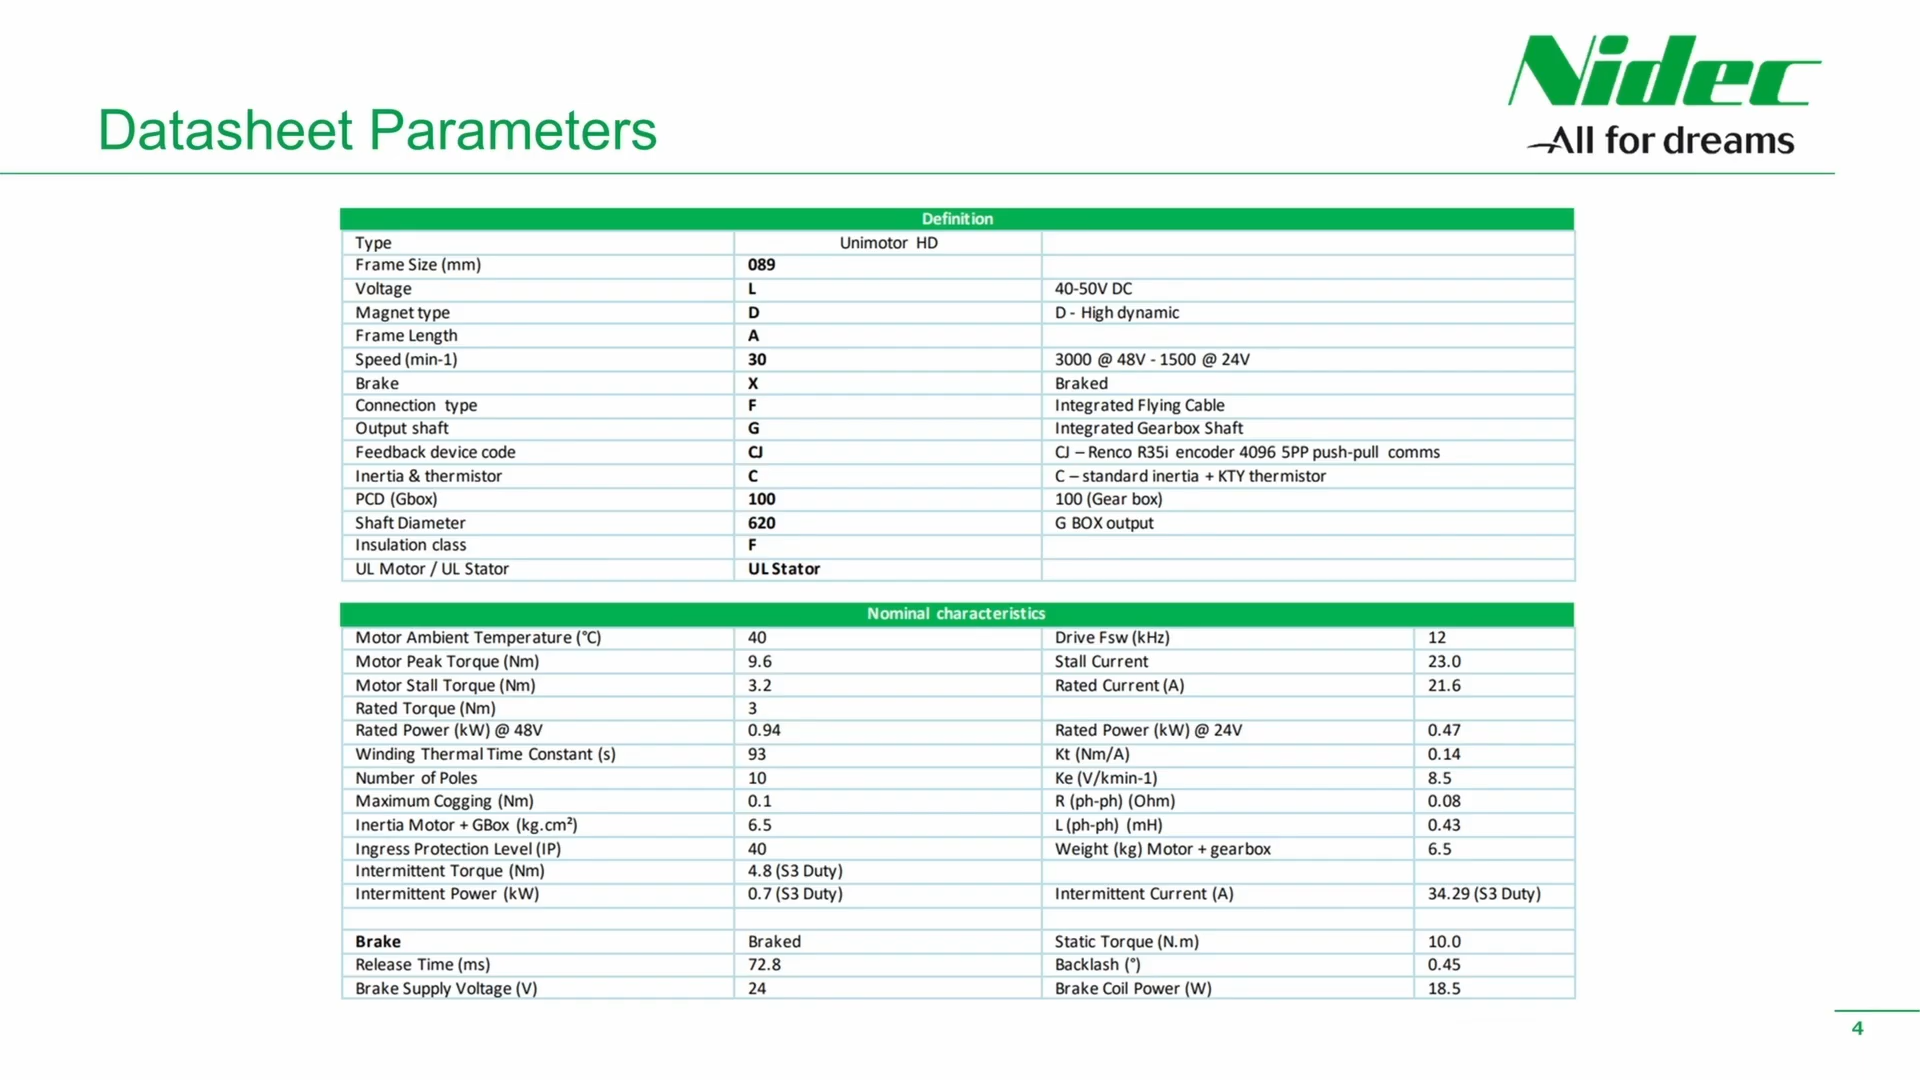 Nidec
All for dreams
Datasheet Parameters
Definition
Type Unimotor HD
Frame Size (mm) 089
Voltage L 40-50V DC
Magnet type D D - High dynamic
Frame Length A
Speed (min-1) 30 3000 @ 48V - 1500 @ 24V
Brake X Braked
Connection type F Integrated Flying Cable
Output shaft G Integrated Gearbox Shaft
Feedback device code CJ CJ – Renco R35i encoder 4096 5PP push-pull comms
Inertia & thermistor C C – standard inertia + KTY thermistor
PCD (Gbox) 100 100 (Gear box)
Shaft Diameter 620 G BOX output
Insulation class F
UL Motor / UL Stator UL Stator
Nominal characteristics
Motor Ambient Temperature (°C) 40 Drive Fsw (kHz) 12
Motor Peak Torque (Nm) 9.6 Stall Current 23.0
Motor Stall Torque (Nm) 3.2 Rated Current (A) 21.6
Rated Torque (Nm) 3
Rated Power (kW) @ 48V 0.94 Rated Power (kW) @ 24V 0.47
Winding Thermal Time Constant (s) 93 Kt (Nm/A) 0.14
Number of Poles 10 Ke (V/kmin-1) 8.5
Maximum Cogging (Nm) 0.1 R (ph-ph) (Ohm) 0.08
Inertia Motor + GBox (kg.cm²) 6.5 L (ph-ph) (mH) 0.43
Ingress Protection Level (IP) 40 Weight (kg) Motor + gearbox 6.5
Intermittent Torque (Nm) 4.8 (S3 Duty)
Intermittent Power (kW) 0.7 (S3 Duty) Intermittent Current (A) 34.29 (S3 Duty)
Brake Braked Static Torque (N.m) 10.0
Release Time (ms) 72.8 Backlash (°) 0.45
Brake Supply Voltage (V) 24 Brake Coil Power (W) 18.5
4